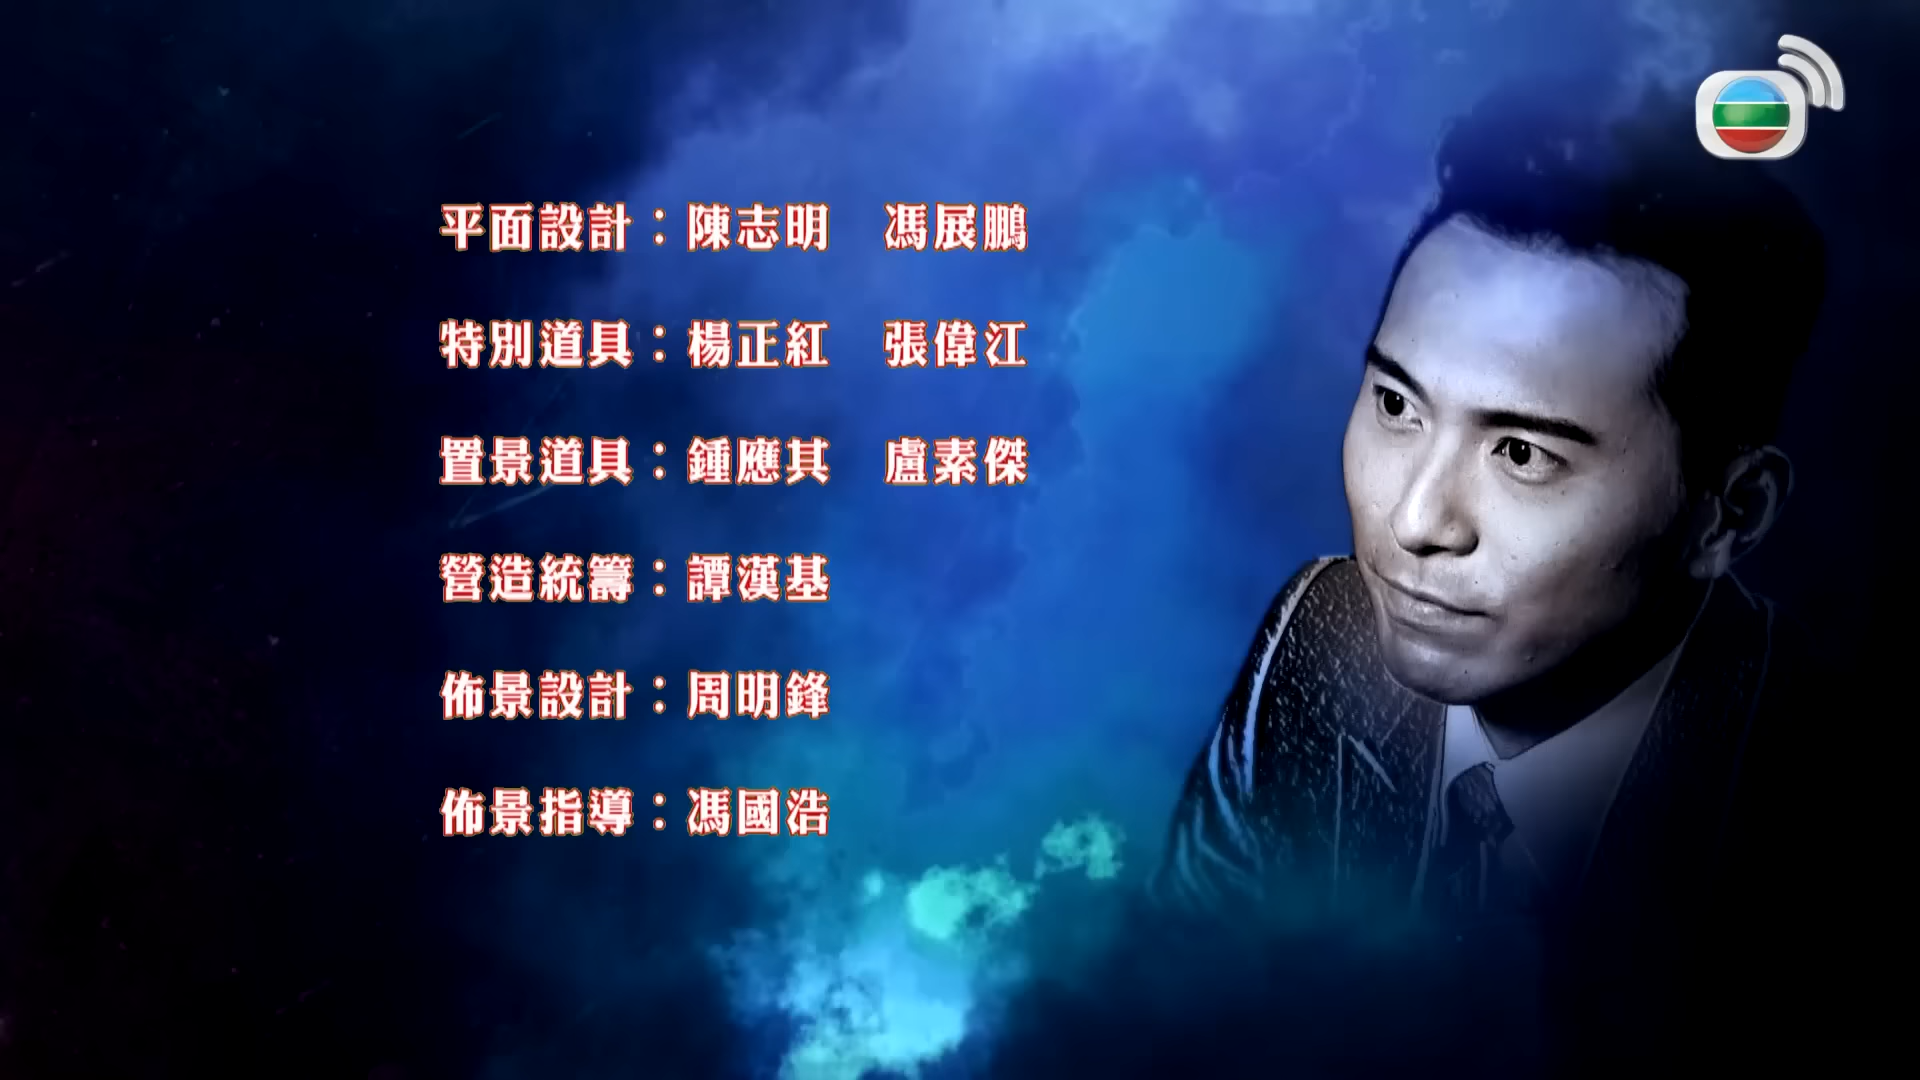 平面設計：陳志明　馮展鵬
特別道具：楊正紅　張偉江
置景道具：鍾應其　盧素傑
營造統籌：譚漢基
佈景設計：周明鋒
佈景指導：馮國浩